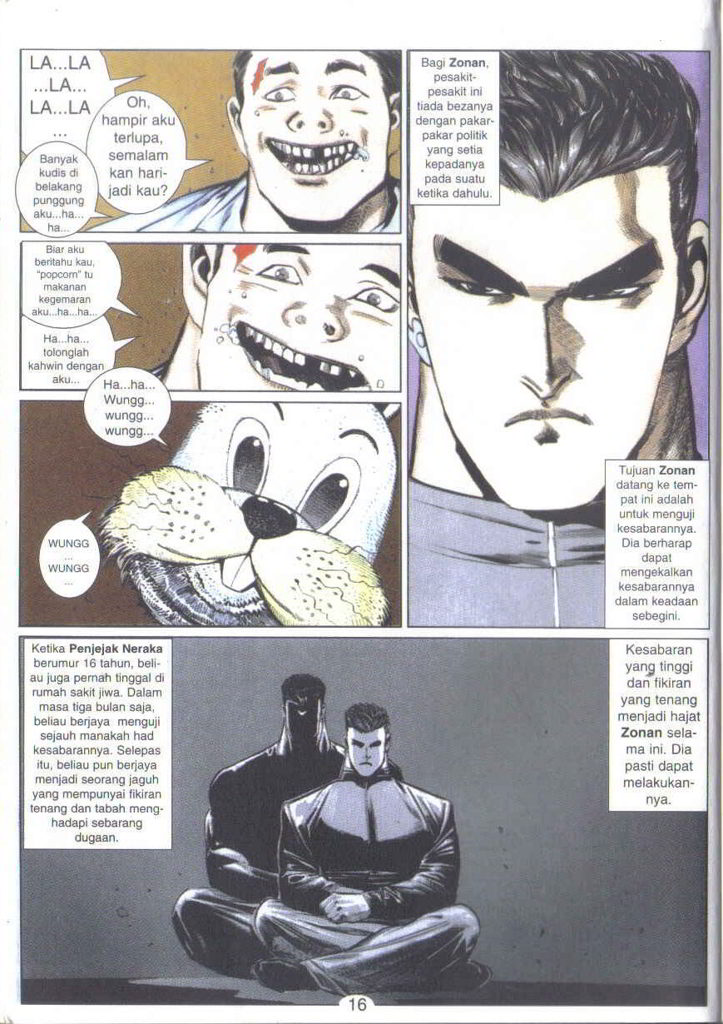 LA...LA
...LA...
LA...LA
...
Oh,
hampir aku
terlupa,
semalam
kan hari-
jadi kau?
Banyak
kudis di
belakang
punggung
aku...ha...
ha...
Biar aku
beritahu kau,
"popcorn" tu
makanan
kegemaran
aku...ha...ha...
Ha...ha...
tolonglah
kahwin dengan
aku...
Ha...ha...
Wungg...
wungg...
wungg...
WUNGG
...
WUNGG
...
Bagi Zonan,
pesakit-
pesakit ini
tiada bezanya
dengan pakar-
pakar politik
yang setia
kepadanya
pada suatu
ketika dahulu.
Tujuan Zonan
datang ke tem-
pat ini adalah
untuk menguji
kesabarannya.
Dia berharap
dapat
mengekalkan
kesabarannya
dalam keadaan
sebegini.
Ketika Penjejak Neraka
berumur 16 tahun, beli-
au juga pernah tinggal di
rumah sakit jiwa. Dalam
masa tiga bulan saja,
beliau berjaya menguji
sejauh manakah had
kesabarannya. Selepas
itu, beliau pun berjaya
menjadi seorang jaguh
yang mempunyai fikiran
tenang dan tabah meng-
hadapi sebarang
dugaan.
Kesabaran
yang tinggi
dan fikiran
yang tenang
menjadi hajat
Zonan sela-
ma ini. Dia
pasti dapat
melakukan-
nya.
16